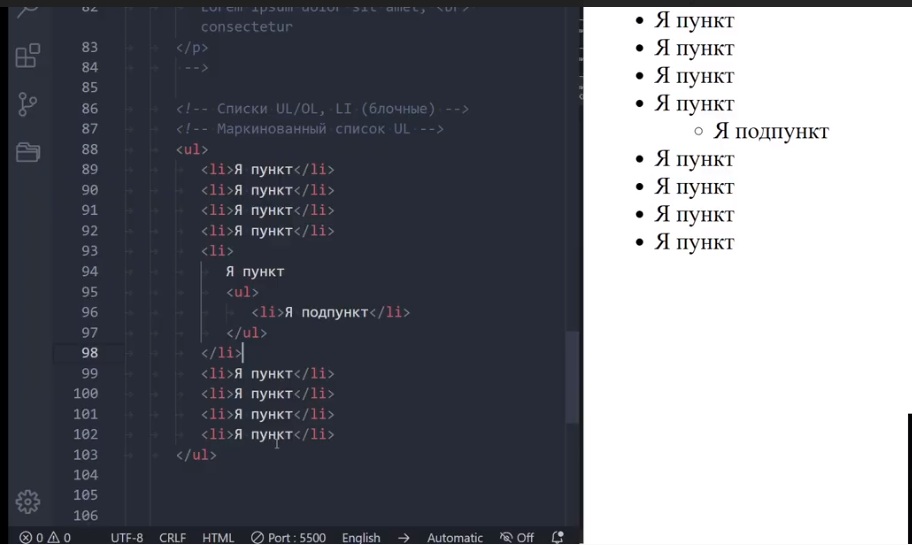 82 Lorem ipsum dolor sit amet, <br>
consectetur
83 </p>
84 -->
85
86 <!-- Списки UL/OL, LI (блочные) -->
87 <!-- Маркинованный список UL -->
88 <ul>
89 <li>Я пункт</li>
90 <li>Я пункт</li>
91 <li>Я пункт</li>
92 <li>Я пункт</li>
93 <li>
94 Я пункт
95 <ul>
96 <li>Я подпункт</li>
97 </ul>
98 </li>
99 <li>Я пункт</li>
100 <li>Я пункт</li>
101 <li>Я пункт</li>
102 <li>Я пункт</li>
103 </ul>
104
105
106
0 0 UTF-8 CRLF HTML Port : 5500 English Automatic Off
Я пункт
Я пункт
Я пункт
Я пункт
Я подпункт
Я пункт
Я пункт
Я пункт
Я пункт